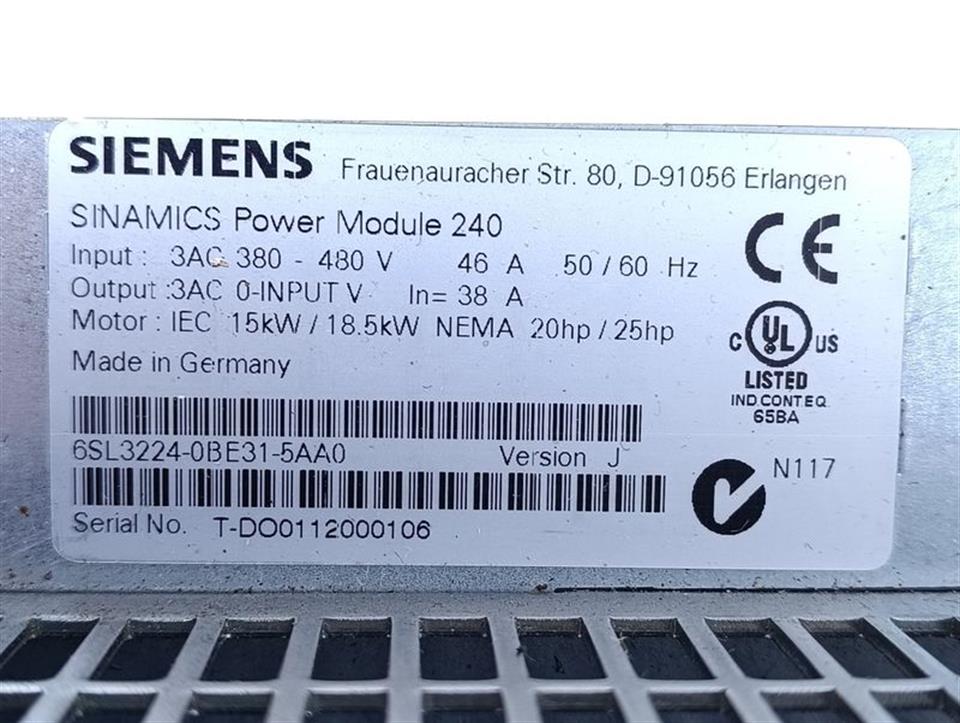 SIEMENS Frauenauracher Str. 80, D-91056 Erlangen
SINAMICS Power Module 240
Input : 3AC 380 - 480 V 46 A 50 / 60 Hz
Output :3AC 0-INPUT V In= 38 A
Motor : IEC 15kW / 18.5kW NEMA 20hp / 25hp
Made in Germany
CE
C UL US
LISTED
IND.CONT.EQ.
65BA
6SL3224-0BE31-5AA0 Version J
N117
Serial No. T-DO0112000106